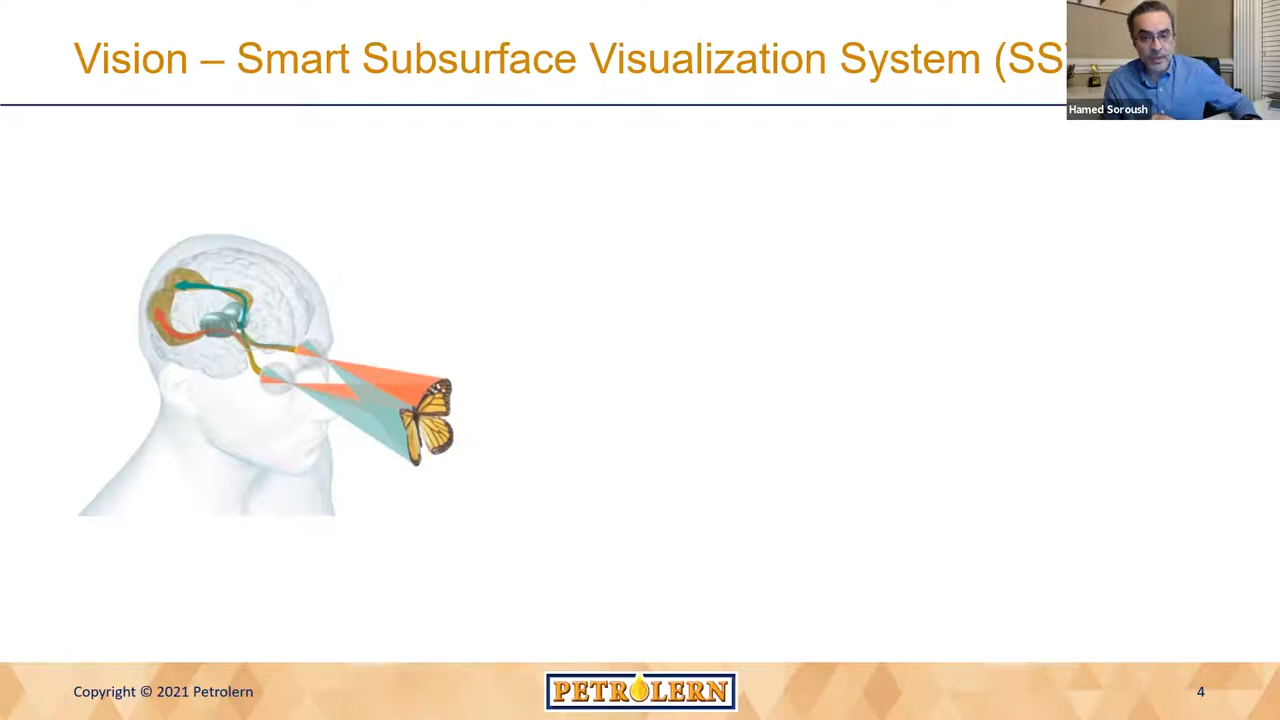 Vision – Smart Subsurface Visualization System (SS
Hamed Soroush
Copyright © 2021 Petrolern
PETROLERN
4